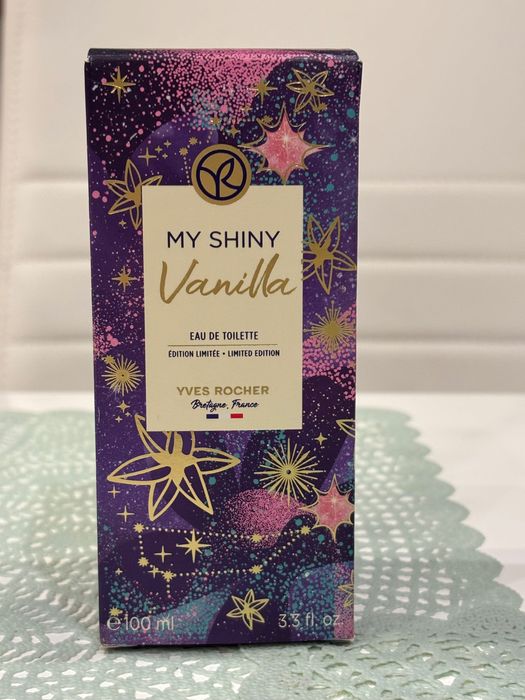 MY SHINY
Vanilla
EAU DE TOILETTE
ÉDITION LIMITÉE • LIMITED EDITION
YVES ROCHER
Bretagne, France
℮100 ml 3.3 fl. oz.